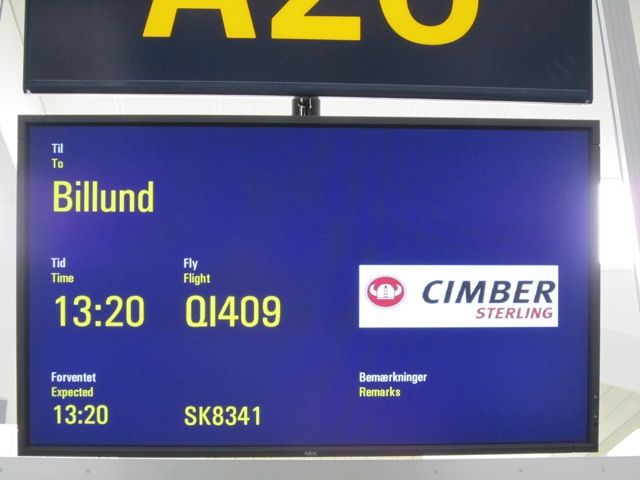 Til
To
Billund
Tid
Time
13:20
Fly
Flight
QI409
CIMBER
STERLING
Forventet
Expected
13:20
SK8341
Bemærkninger
Remarks
NEC